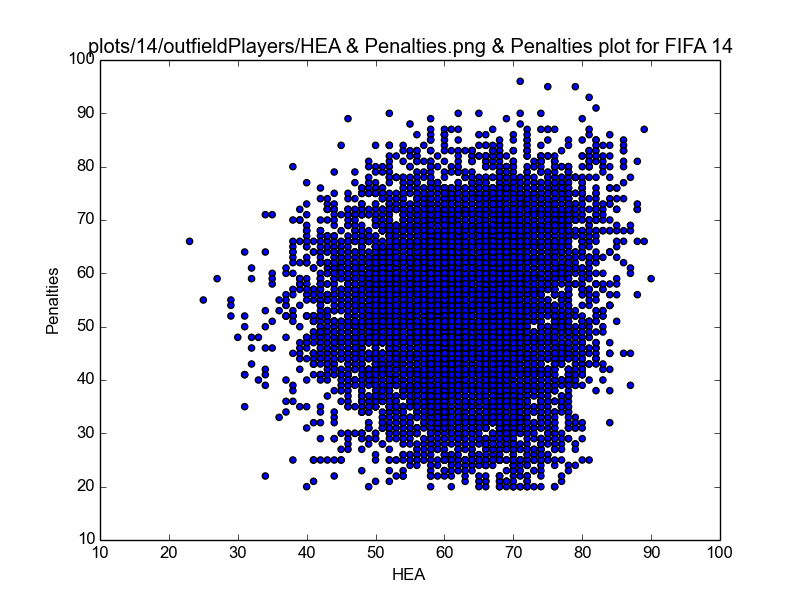 plots/14/outfieldPlayers/HEA & Penalties.png & Penalties plot for FIFA 14
100
90
80
70
60
50
40
30
20
10
Penalties
10 20 30 40 50 60 70 80 90 100
HEA